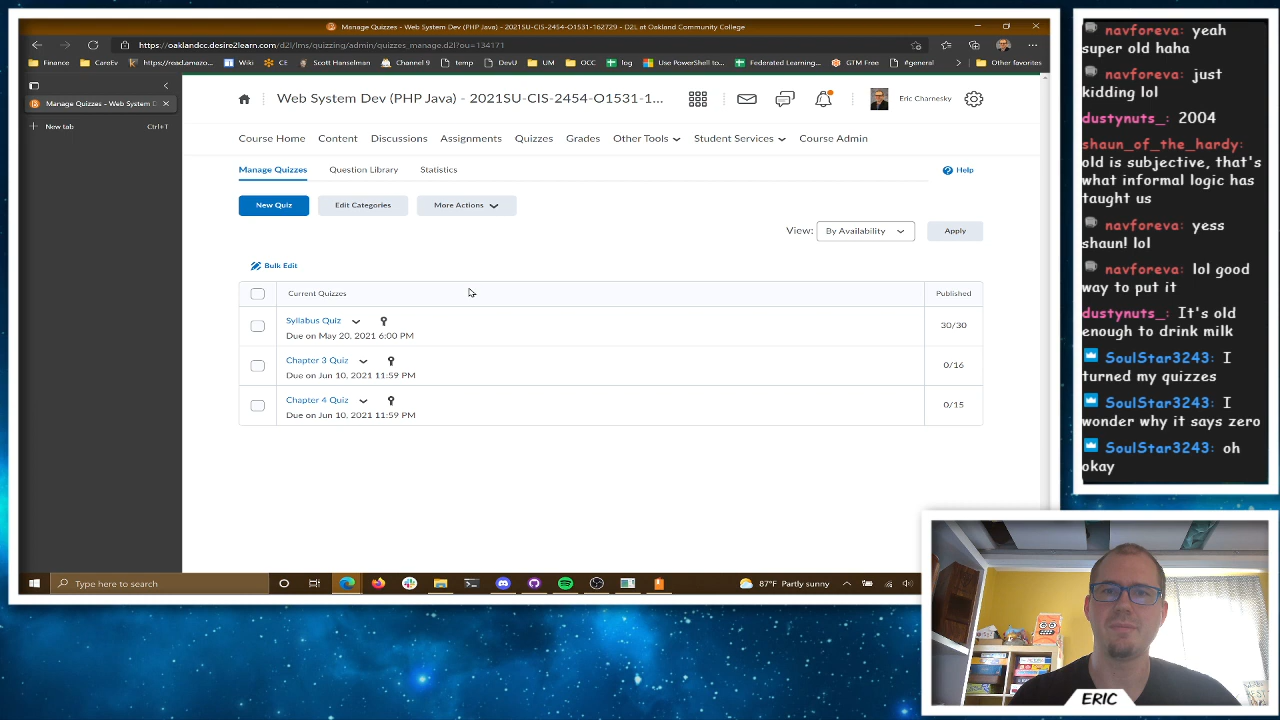 Manage Quizzes - Web System Dev (PHP Java) - 2021SU-CIS-2454-O1531-162729 - D2L at Oakland Community College
https://oaklandcc.desire2learn.com/d2l/lms/quizzing/admin/quizzes_manage.d2l?ou=134171
Finance CareEv https://read.amazo... Wiki CE Scott Hanselman Channel 9 temp DevU UM OCC log Use PowerShell to... Federated Learning... GTM Free #general Other favorites
Manage Quizzes - Web System D
New tab Ctrl+T
Web System Dev (PHP Java) - 2021SU-CIS-2454-O1531-1... Eric Charnesky
Course Home Content Discussions Assignments Quizzes Grades Other Tools Student Services Course Admin
Manage Quizzes Question Library Statistics Help
New Quiz Edit Categories More Actions
View: By Availability Apply
Bulk Edit
Current Quizzes Published
Syllabus Quiz
Due on May 20, 2021 6:00 PM
30/30
Chapter 3 Quiz
Due on Jun 10, 2021 11:59 PM
0/16
Chapter 4 Quiz
Due on Jun 10, 2021 11:59 PM
0/15
Type here to search
87°F Partly sunny
navforeva: yeah
super old haha
navforeva: just
kidding lol
dustynuts_: 2004
shaun_of_the_hardy:
old is subjective, that's
what informal logic has
taught us
navforeva: yess
shaun! lol
navforeva: lol good
way to put it
dustynuts_: It's old
enough to drink milk
SoulStar3243: I
turned my quizzes
SoulStar3243: I
wonder why it says zero
SoulStar3243: oh
okay
ERIC